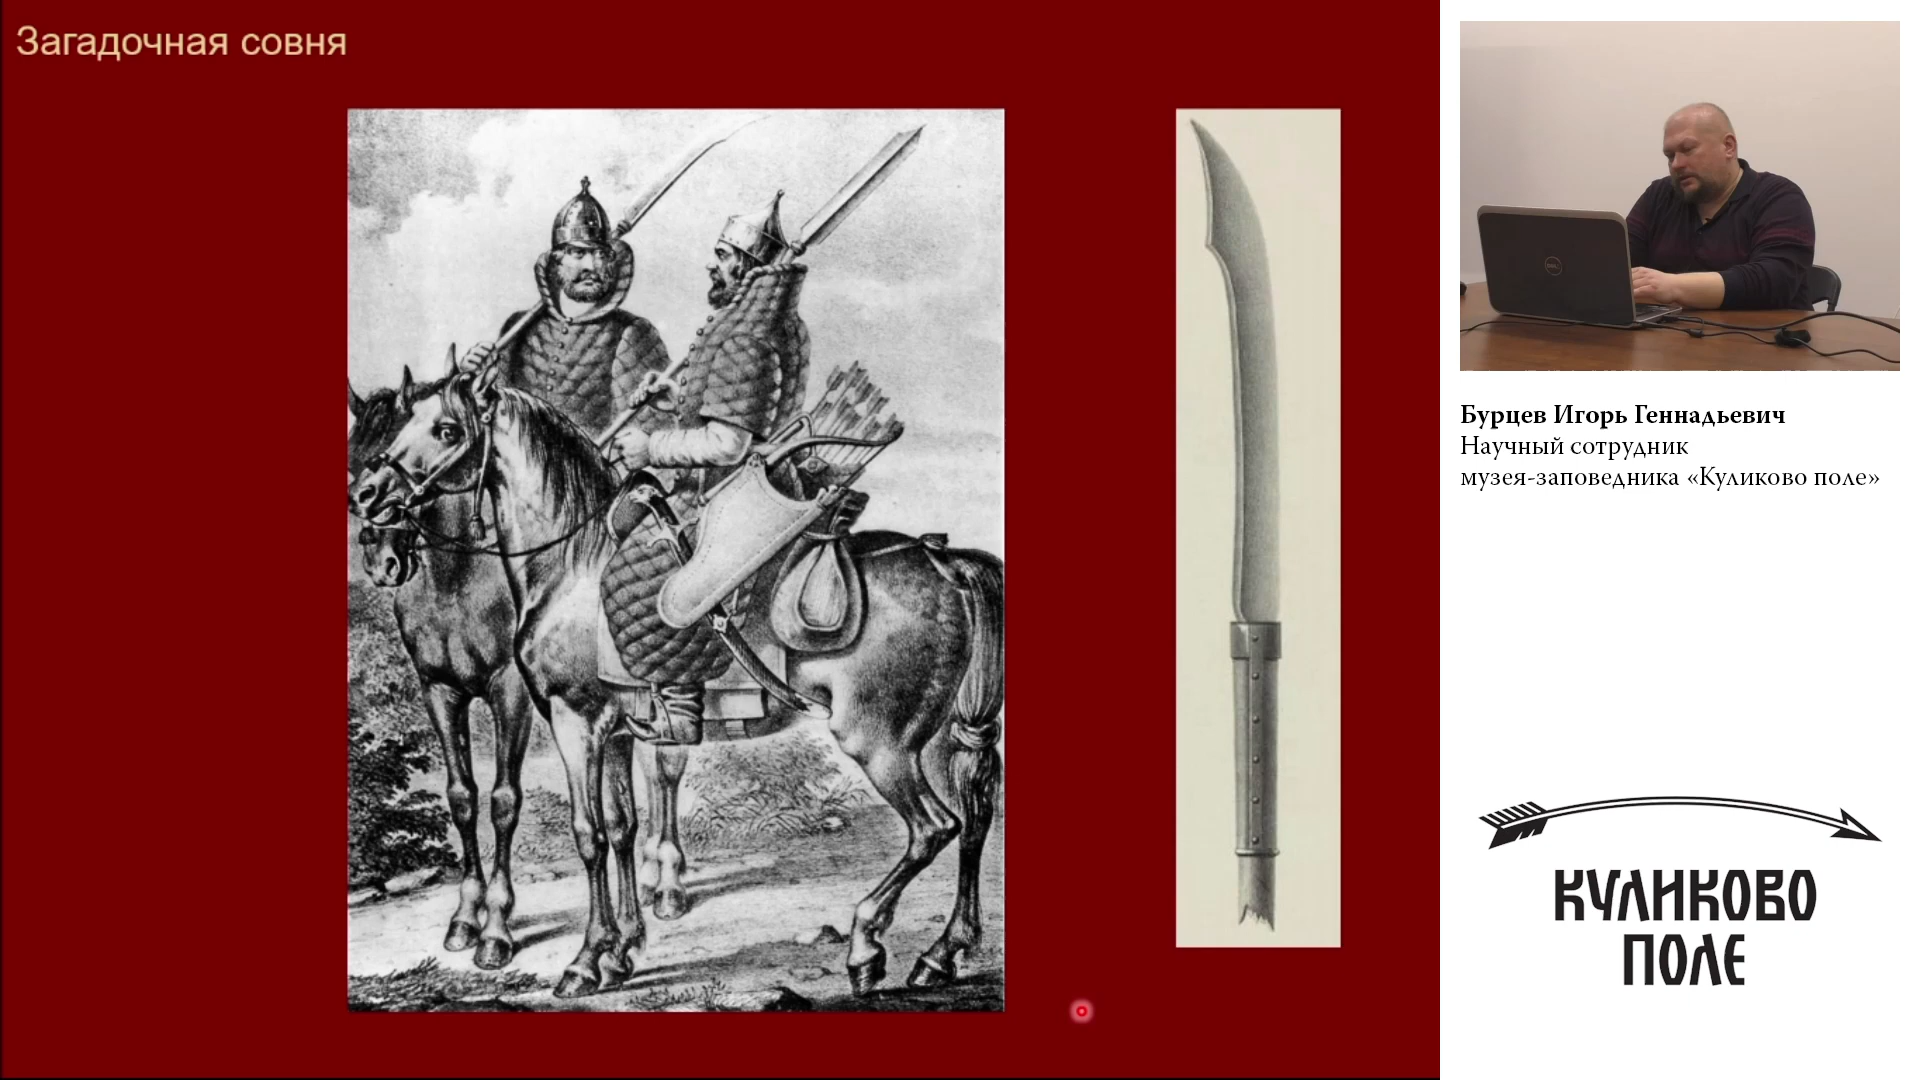 Загадочная совня
Бурцев Игорь Геннадьевич
Научный сотрудник
музея-заповедника «Куликово поле»
КУЛИКОВО
ПОЛЕ